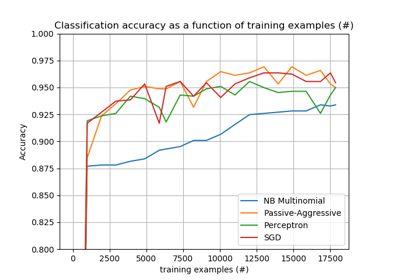 Classification accuracy as a function of training examples (#)
1.000
0.975
0.950
0.925
0.900
0.875
0.850
0.825
0.800
Accuracy
NB Multinomial
Passive-Aggressive
Perceptron
SGD
0 2500 5000 7500 10000 12500 15000 17500
training examples (#)